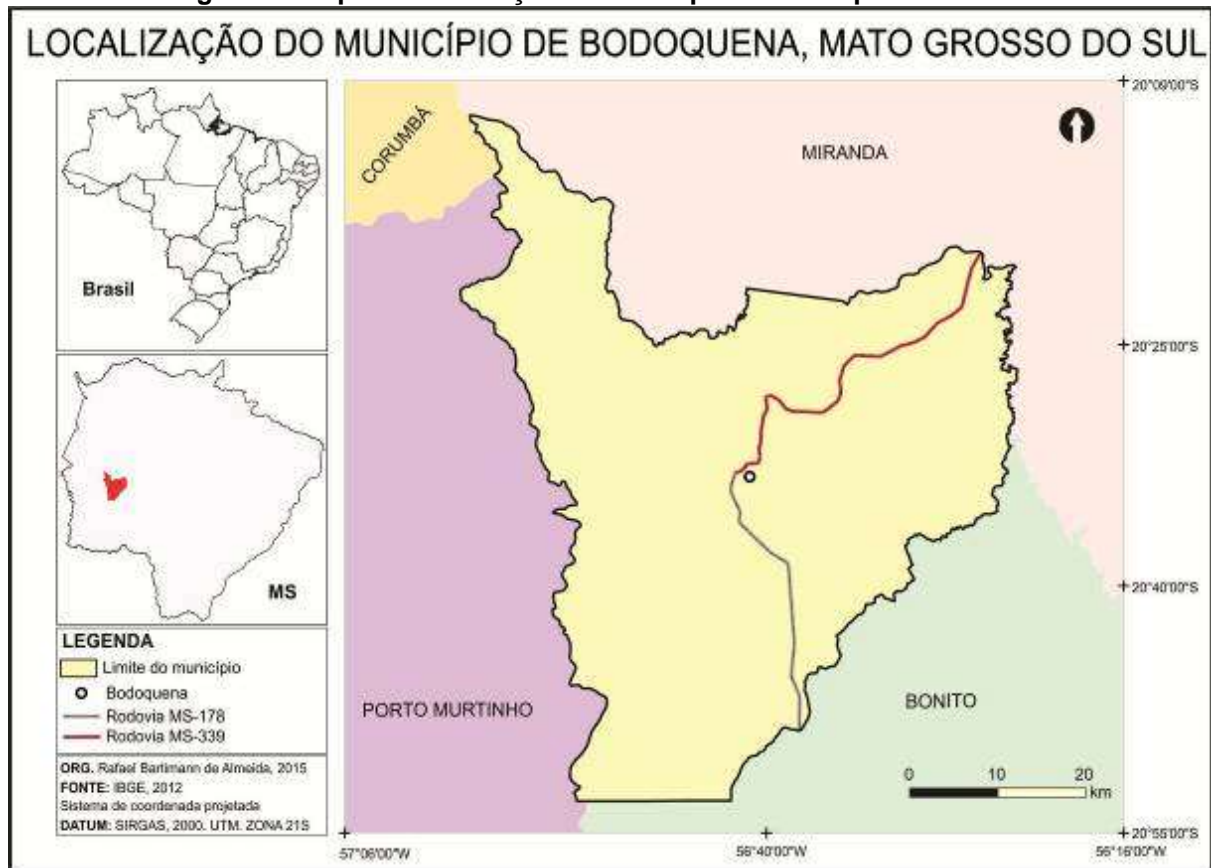 LOCALIZAÇÃO DO MUNICÍPIO DE BODOQUENA, MATO GROSSO DO SUL
Brasil
MS
LEGENDA
Limite do município
Bodoquena
Rodovia MS-178
Rodovia MS-339
ORG. Rafael Bartimann de Almeida, 2015
FONTE: IBGE, 2012
Sistema de coordenada projetada
DATUM: SIRGAS, 2000. UTM. ZONA 21S
CORUMBÁ
MIRANDA
PORTO MURTINHO
BONITO
0 10 20
km
20°09'00"S
20°25'00"S
20°40'00"S
20°55'00"S
57°06'00"W
56°40'00"W
56°16'00"W